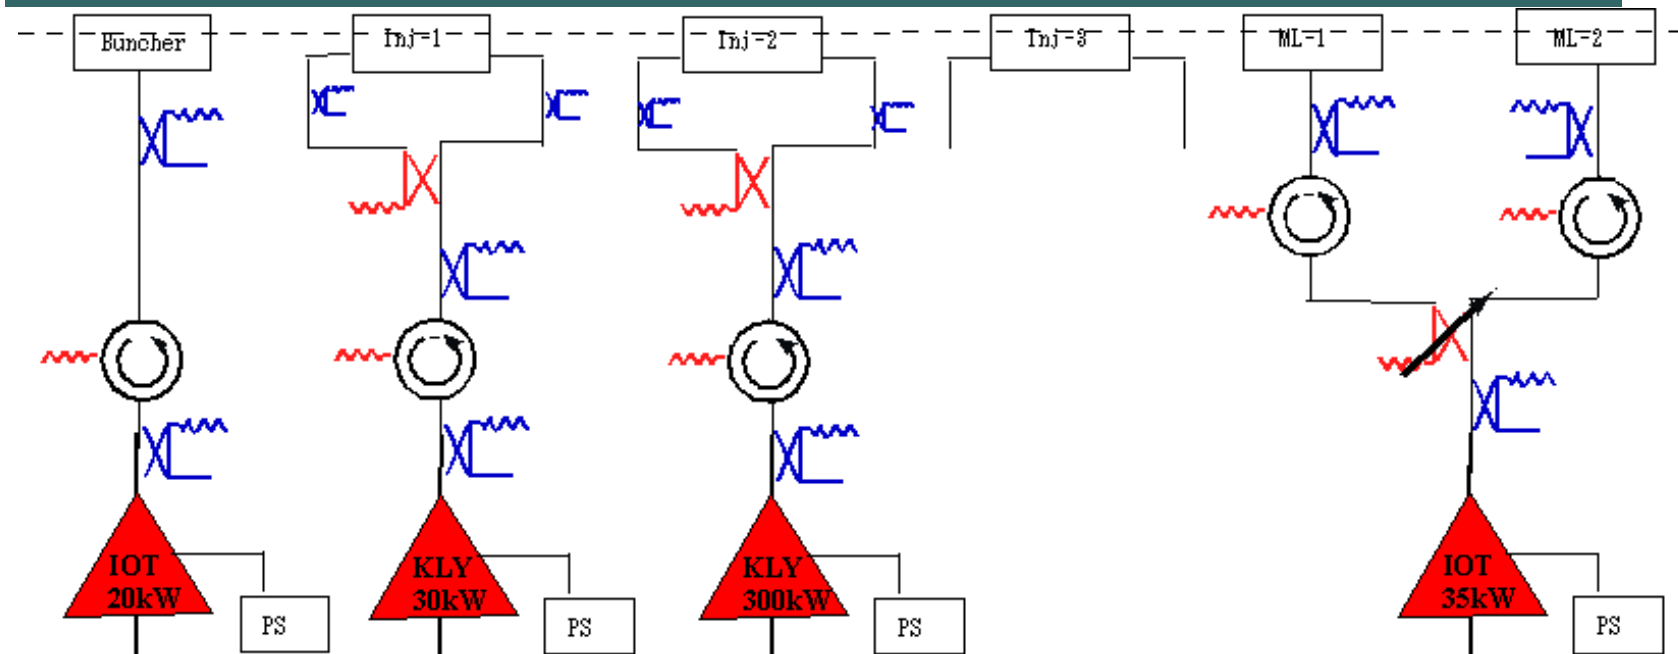 Buncher
Inj-1
Inj-2
Inj-3
ML-1
ML-2
IOT
20kW
PS
KLY
30kW
PS
KLY
300kW
PS
IOT
35kW
PS